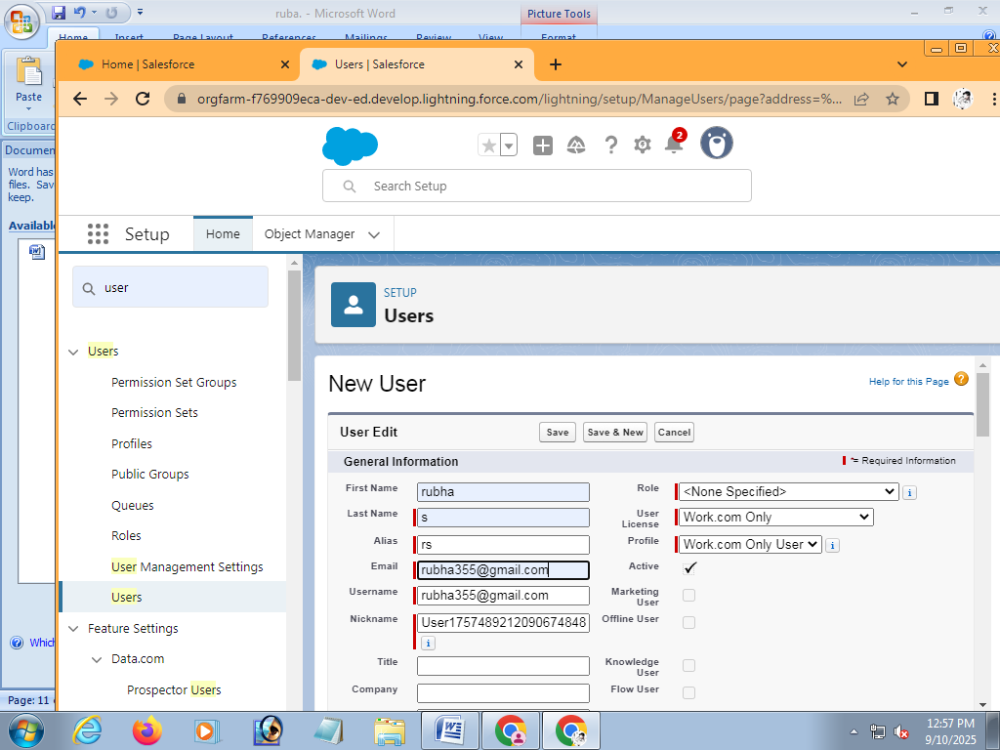 ruba. - Microsoft Word
Picture Tools
Home Insert Page Layout References Mailings Review View Format
Paste
Clipboard
Documen
Word has
files. Sav
keep.
Available
Which
Page: 11
Home | Salesforce
Users | Salesforce
orgfarm-f769909eca-dev-ed.develop.lightning.force.com/lightning/setup/ManageUsers/page?address=%...
2
Search Setup
Setup
Home
Object Manager
user
Users
Permission Set Groups
Permission Sets
Profiles
Public Groups
Queues
Roles
User Management Settings
Users
Feature Settings
Data.com
Prospector Users
SETUP
Users
New User
Help for this Page
User Edit
Save
Save & New
Cancel
General Information
= Required Information
First Name rubha
Role <None Specified>
Last Name s
User License Work.com Only
Alias rs
Profile Work.com Only User
Email rubha355@gmail.com
Active
Username rubha355@gmail.com
Marketing User
Nickname User1757489212090674848
Offline User
Title
Knowledge User
Company
Flow User
12:57 PM
9/10/2025